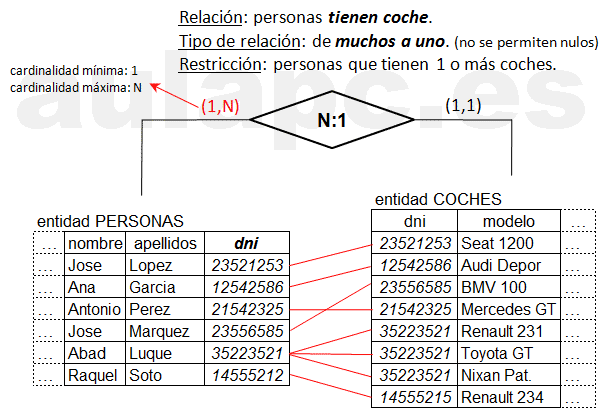 Relación: personas tienen coche.
Tipo de relación: de muchos a uno. (no se permiten nulos)
Restricción: personas que tienen 1 o más coches.
cardinalidad mínima: 1
cardinalidad máxima: N
aulapc.es
(1,N)
N:1
(1,1)
entidad PERSONAS
... nombre apellidos dni
... Jose Lopez 23521253
... Ana Garcia 12542586
... Antonio Perez 21542325
... Jose Marquez 23556585
... Abad Luque 35223521
... Raquel Soto 14555212
entidad COCHES
dni modelo ...
23521253 Seat 1200 ...
12542586 Audi Depor ...
23556585 BMV 100 ...
21542325 Mercedes GT ...
35223521 Renault 231 ...
35223521 Toyota GT ...
35223521 Nixan Pat. ...
14555215 Renault 234 ...